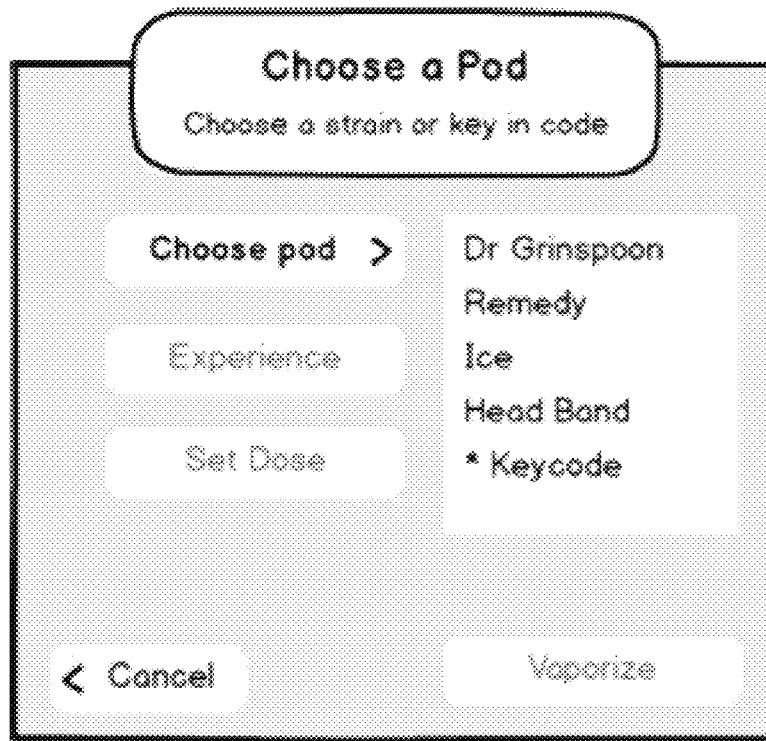 Choose a Pod
Choose a strain or key in code
Choose pod >
Experience
Set Dose
Dr Grinspoon
Remedy
Ice
Head Band
* Keycode
< Cancel
Vaporize